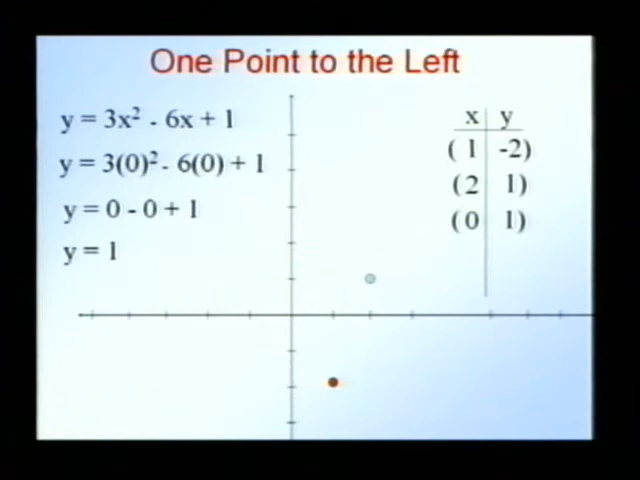 One Point to the Left
y = 3x² - 6x + 1
y = 3(0)² - 6(0) + 1
y = 0 - 0 + 1
y = 1
x y
( 1 -2)
(2 1)
(0 1)